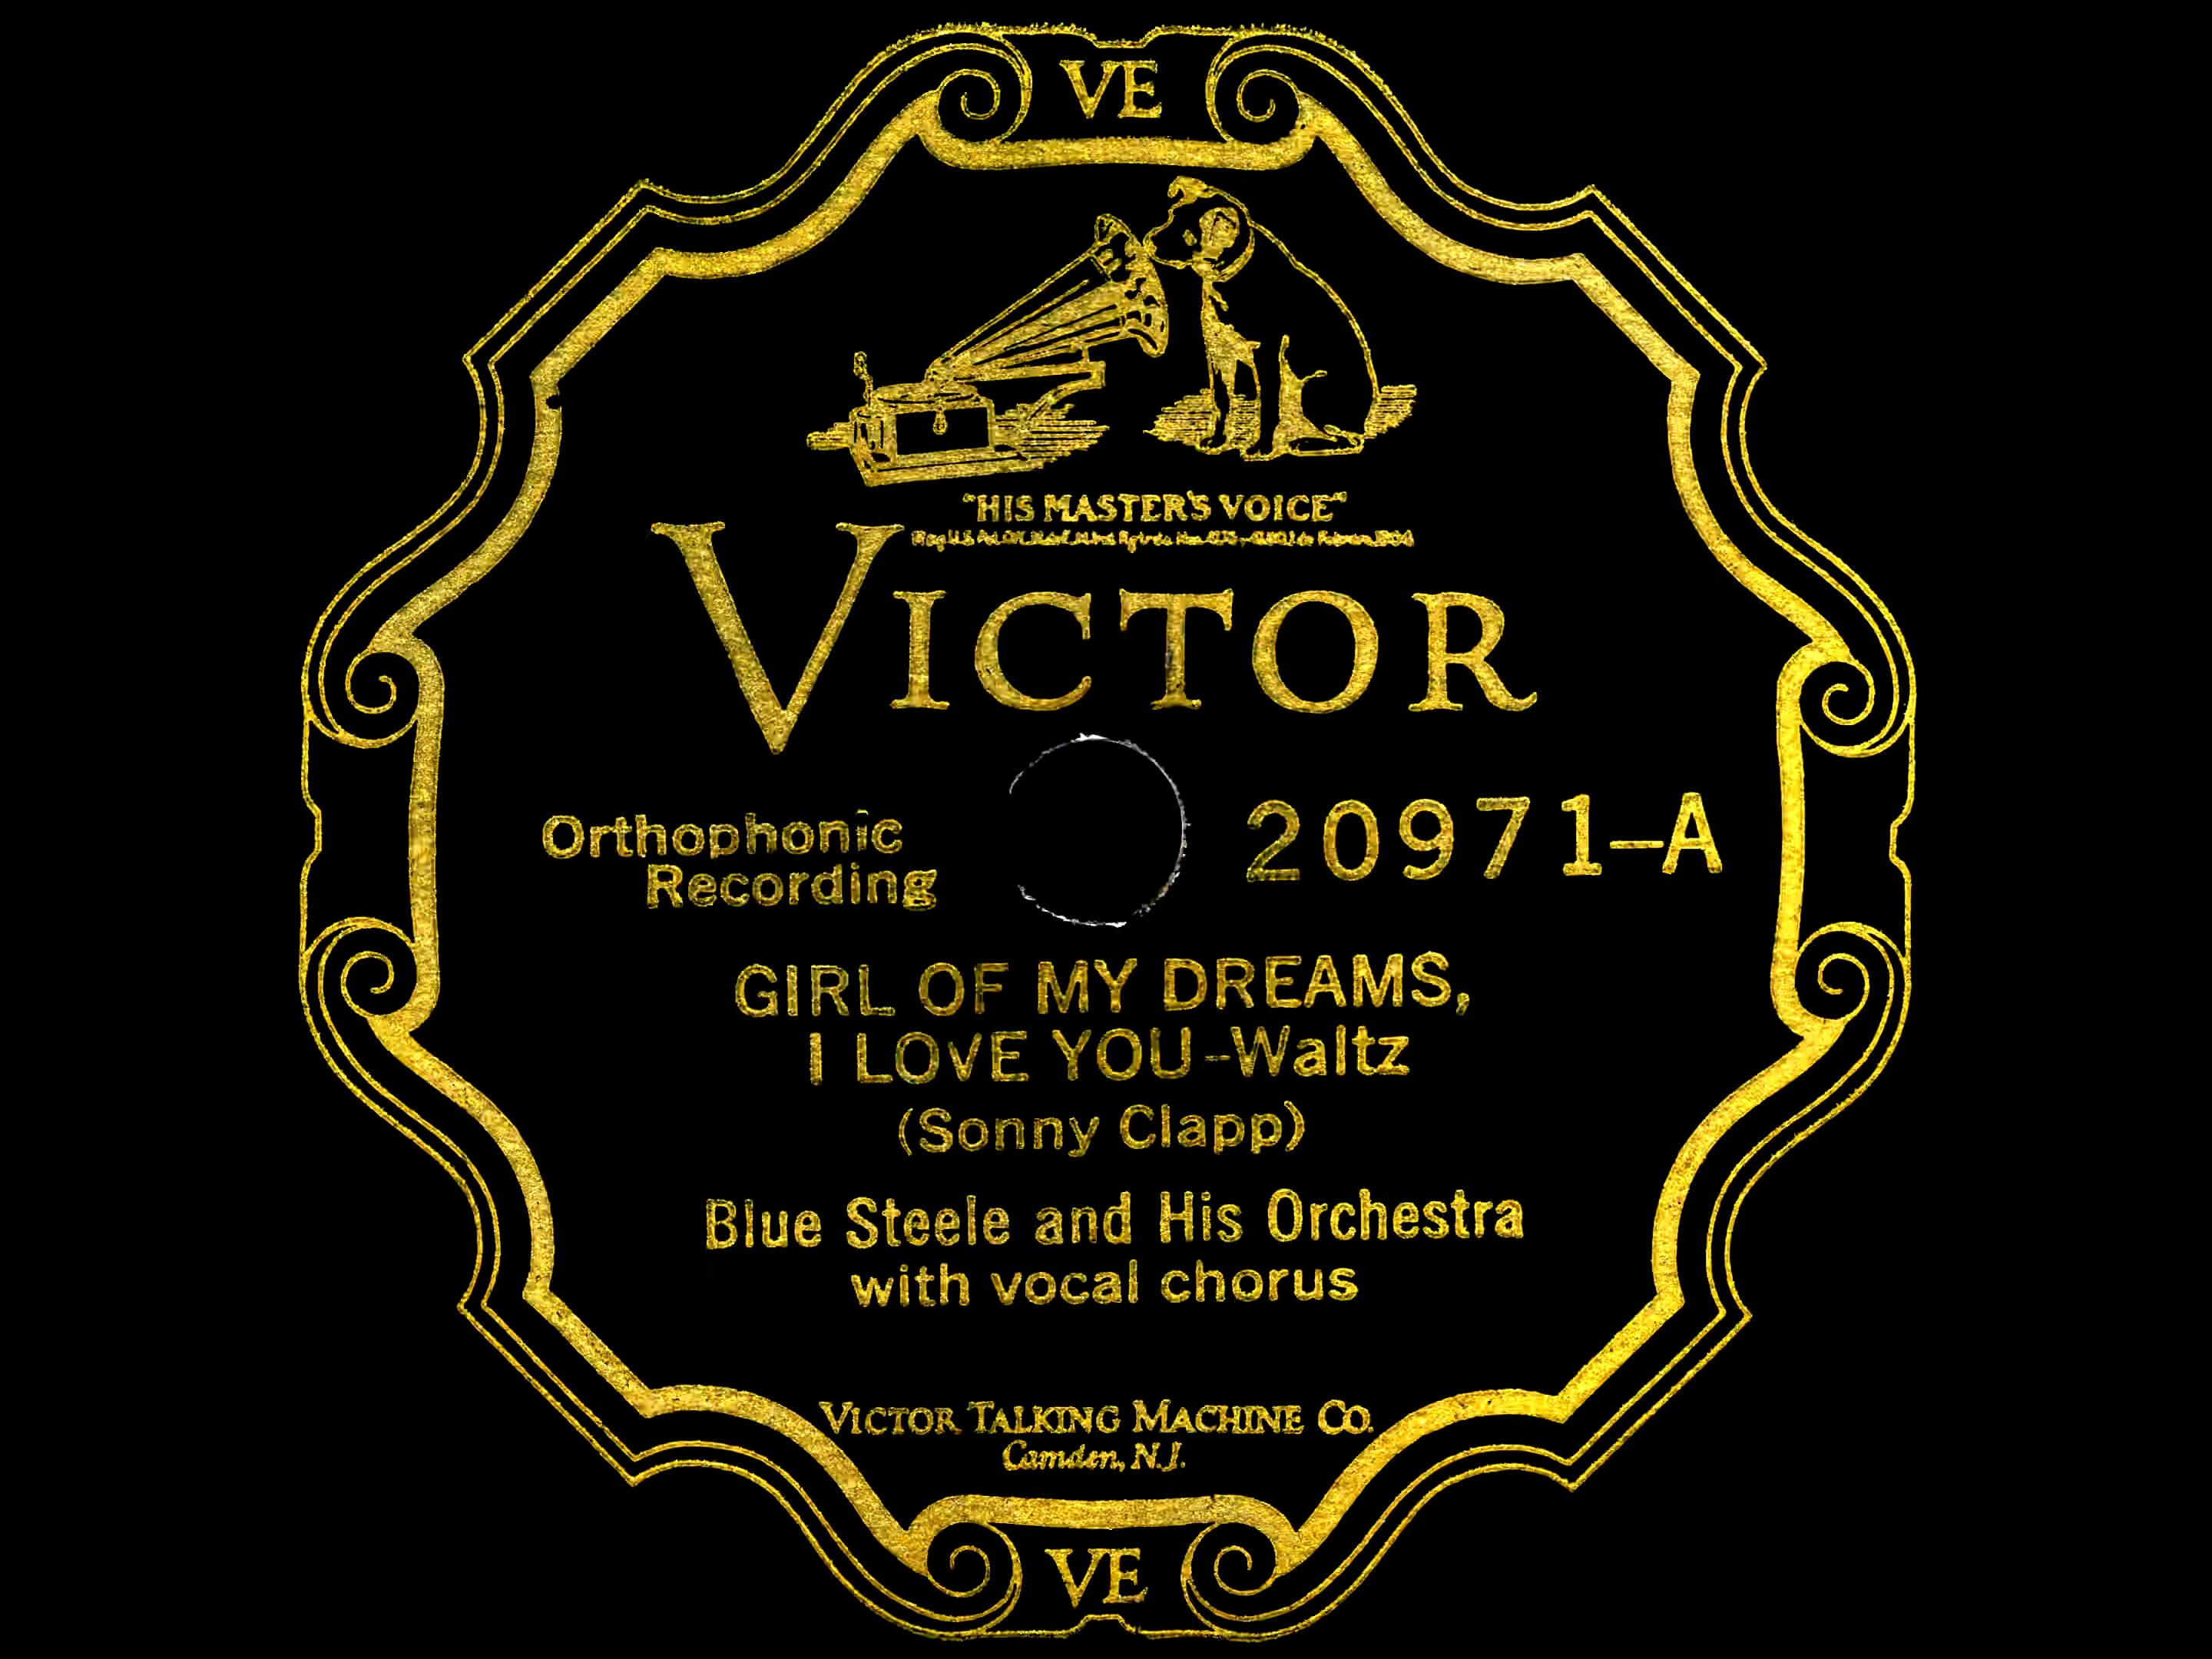 VE
"HIS MASTER'S VOICE"
VICTOR
Orthophonic
Recording
20971-A
GIRL OF MY DREAMS,
I LOVE YOU-Waltz
(Sonny Clapp)
Blue Steele and His Orchestra
with vocal chorus
VICTOR TALKING MACHINE CO.
Camden, N.J.
VE